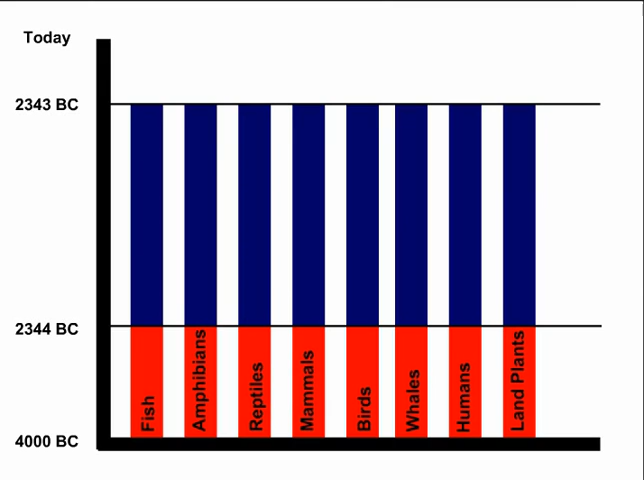 Today
2343 BC
2344 BC
4000 BC
Fish
Amphibians
Reptiles
Mammals
Birds
Whales
Humans
Land Plants